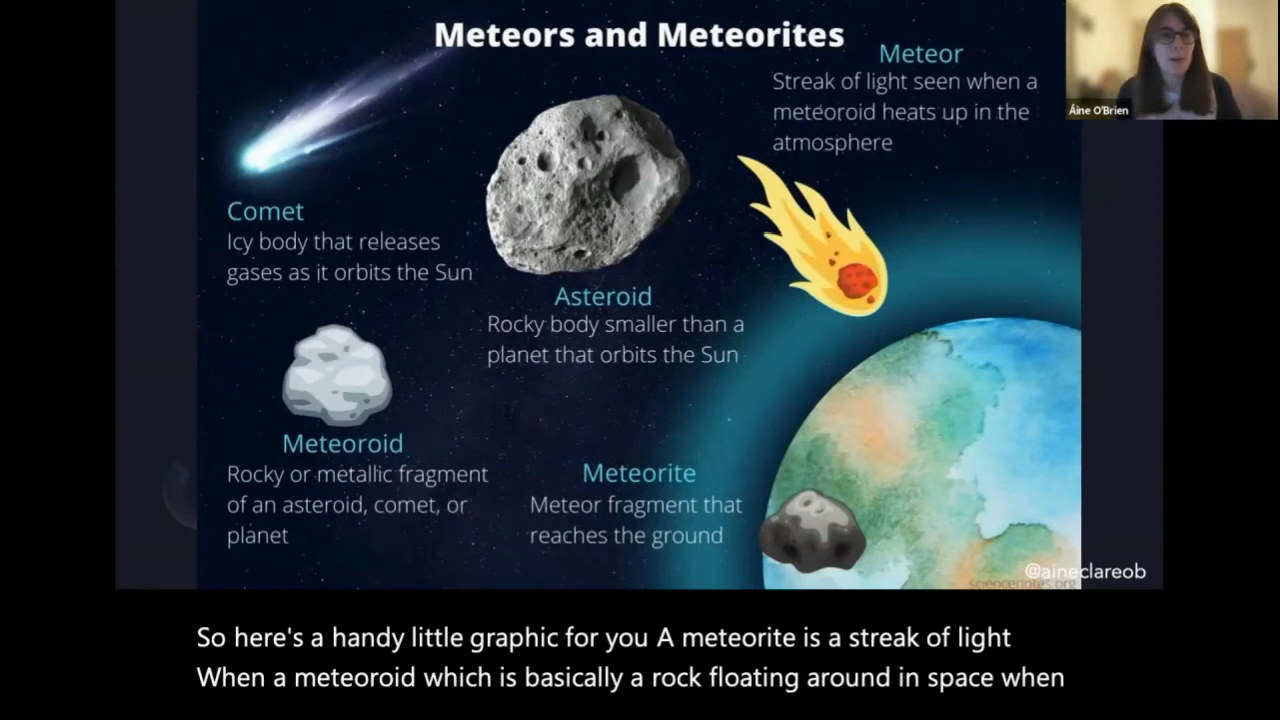 Meteors and Meteorites
Meteor
Streak of light seen when a
meteoroid heats up in the
atmosphere
Áine O'Brien
Comet
Icy body that releases
gases as it orbits the Sun
Asteroid
Rocky body smaller than a
planet that orbits the Sun
Meteoroid
Rocky or metallic fragment
of an asteroid, comet, or
planet
Meteorite
Meteor fragment that
reaches the ground
@aineclareob
sciencenotes.org
So here's a handy little graphic for you A meteorite is a streak of light
When a meteoroid which is basically a rock floating around in space when